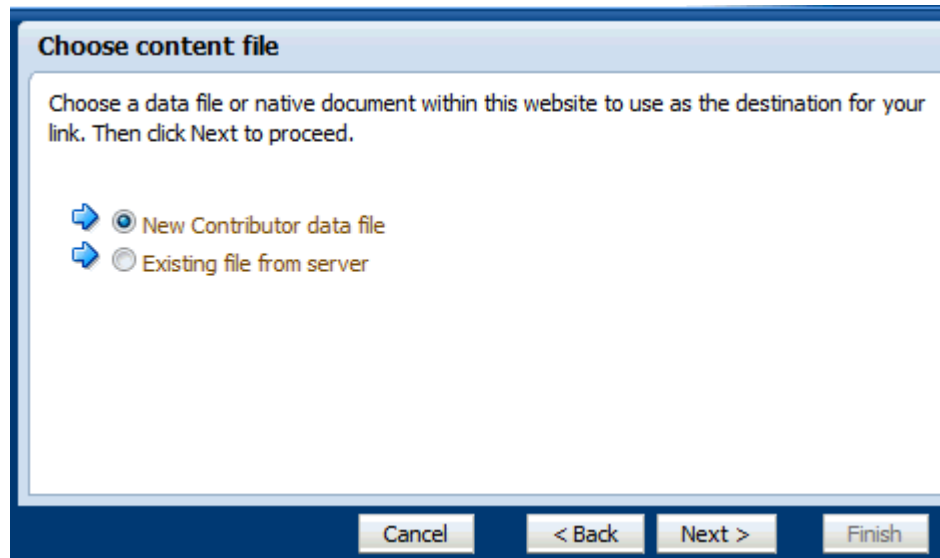 Choose content file
Choose a data file or native document within this website to use as the destination for your
link. Then click Next to proceed.
New Contributor data file
Existing file from server
Cancel
< Back
Next >
Finish